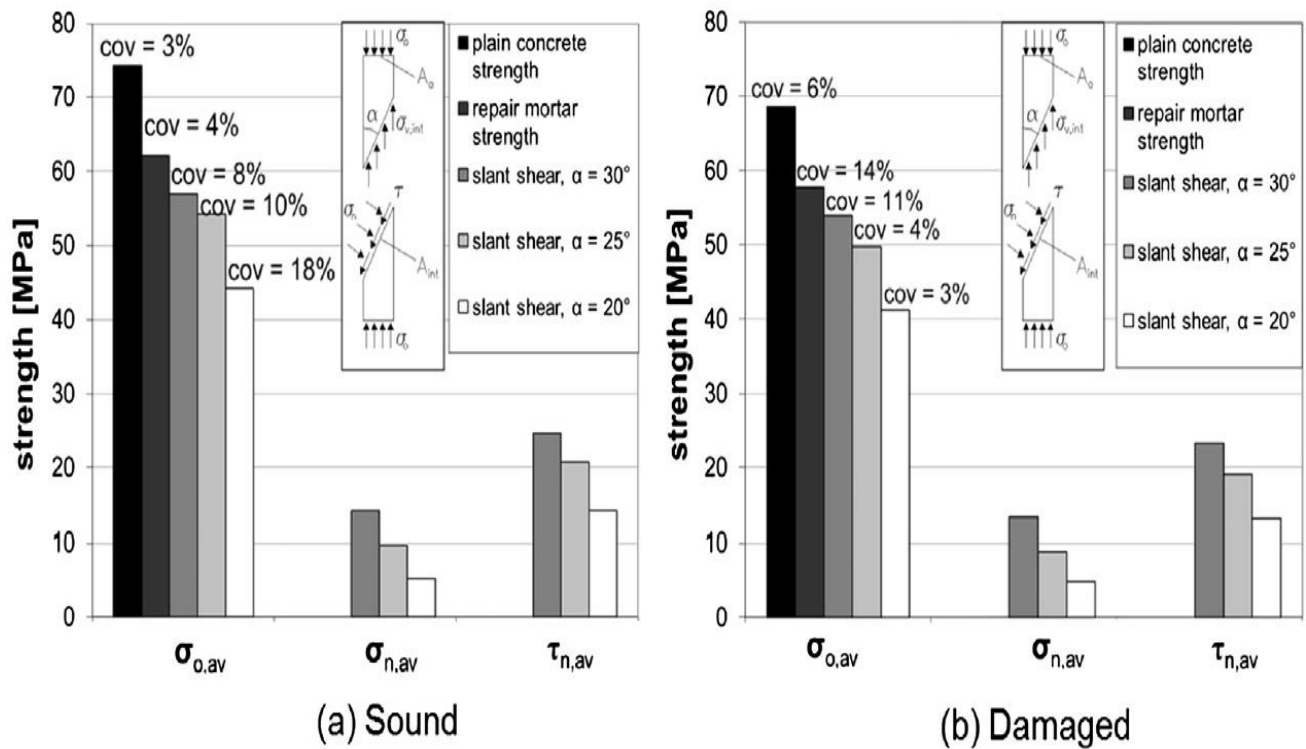 80
70
60
50
40
30
20
10
0
strength [MPa]
cov = 3%
cov = 4%
cov = 8%
cov = 10%
cov = 18%
σo
Ao
α
σv,int
τ
σn
Aint
σo
plain concrete
strength
repair mortar
strength
slant shear, α = 30°
slant shear, α = 25°
slant shear, α = 20°
σo,av
σn,av
τn,av
(a) Sound
80
70
60
50
40
30
20
10
0
strength [MPa]
cov = 6%
cov = 14%
cov = 11%
cov = 4%
cov = 3%
σo
Ao
α
σv,int
τ
σn
Aint
σo
plain concrete
strength
repair mortar
strength
slant shear, α = 30°
slant shear, α = 25°
slant shear, α = 20°
σo,av
σn,av
τn,av
(b) Damaged